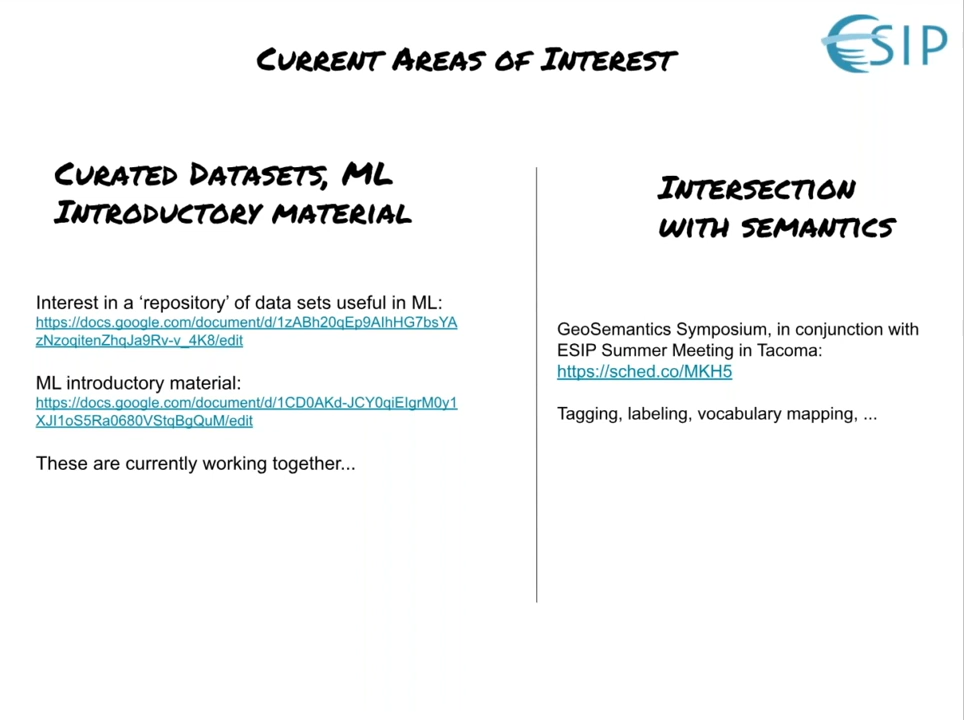 ESIP
Current Areas of Interest
Curated Datasets, ML
Introductory material
Interest in a ‘repository’ of data sets useful in ML:
https://docs.google.com/document/d/1zABh20qEp9AlhHG7bsYA
zNzoqitenZhqJa9Rv-v_4K8/edit
ML introductory material:
https://docs.google.com/document/d/1CD0AKd-JCY0qiEIgrM0y1
XJI1oS5Ra0680VStqBgQuM/edit
These are currently working together...
Intersection
with semantics
GeoSemantics Symposium, in conjunction with
ESIP Summer Meeting in Tacoma:
https://sched.co/MKH5
Tagging, labeling, vocabulary mapping, ...